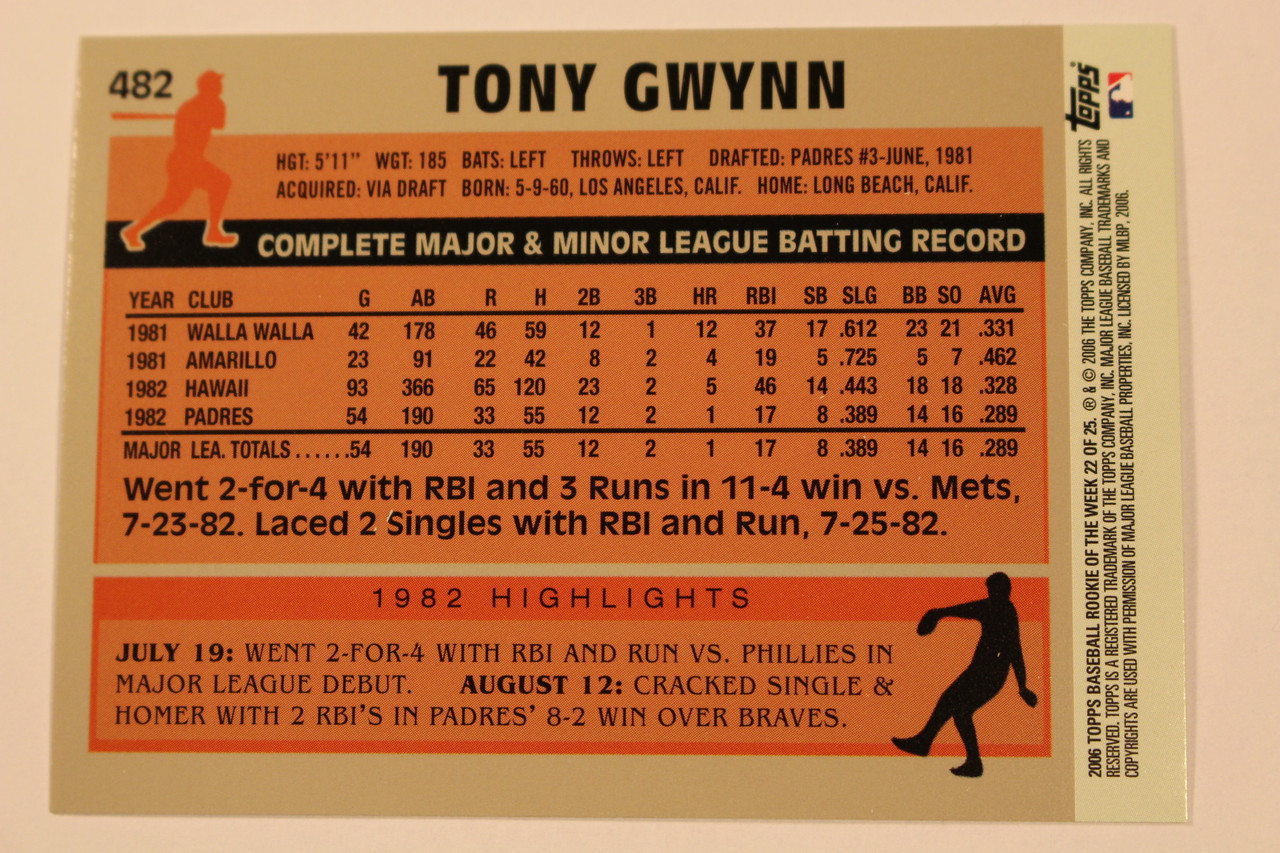 482
TONY GWYNN
HGT: 5'11" WGT: 185 BATS: LEFT THROWS: LEFT DRAFTED: PADRES #3-JUNE, 1981
ACQUIRED: VIA DRAFT BORN: 5-9-60, LOS ANGELES, CALIF. HOME: LONG BEACH, CALIF.
COMPLETE MAJOR & MINOR LEAGUE BATTING RECORD
YEAR CLUB G AB R H 2B 3B HR RBI SB SLG BB SO AVG
1981 WALLA WALLA 42 178 46 59 12 1 12 37 17 .612 23 21 .331
1981 AMARILLO 23 91 22 42 8 2 4 19 5 .725 5 7 .462
1982 HAWAII 93 366 65 120 23 2 5 46 14 .443 18 18 .328
1982 PADRES 54 190 33 55 12 2 1 17 8 .389 14 16 .289
MAJOR LEA. TOTALS ......54 190 33 55 12 2 1 17 8 .389 14 16 .289
Went 2-for-4 with RBI and 3 Runs in 11-4 win vs. Mets,
7-23-82. Laced 2 Singles with RBI and Run, 7-25-82.
1982 HIGHLIGHTS
JULY 19: WENT 2-FOR-4 WITH RBI AND RUN VS. PHILLIES IN
MAJOR LEAGUE DEBUT. AUGUST 12: CRACKED SINGLE &
HOMER WITH 2 RBI'S IN PADRES' 8-2 WIN OVER BRAVES.
TOPPS
2006 TOPPS BASEBALL ROOKIE OF THE WEEK 22 OF 25. ® & © 2006 THE TOPPS COMPANY, INC. ALL RIGHTS
RESERVED. TOPPS IS A REGISTERED TRADEMARK OF THE TOPPS COMPANY, INC. MAJOR LEAGUE BASEBALL TRADEMARKS AND
COPYRIGHTS ARE USED WITH PERMISSION OF MAJOR LEAGUE BASEBALL PROPERTIES, INC. LICENSED BY MLBP, 2006.